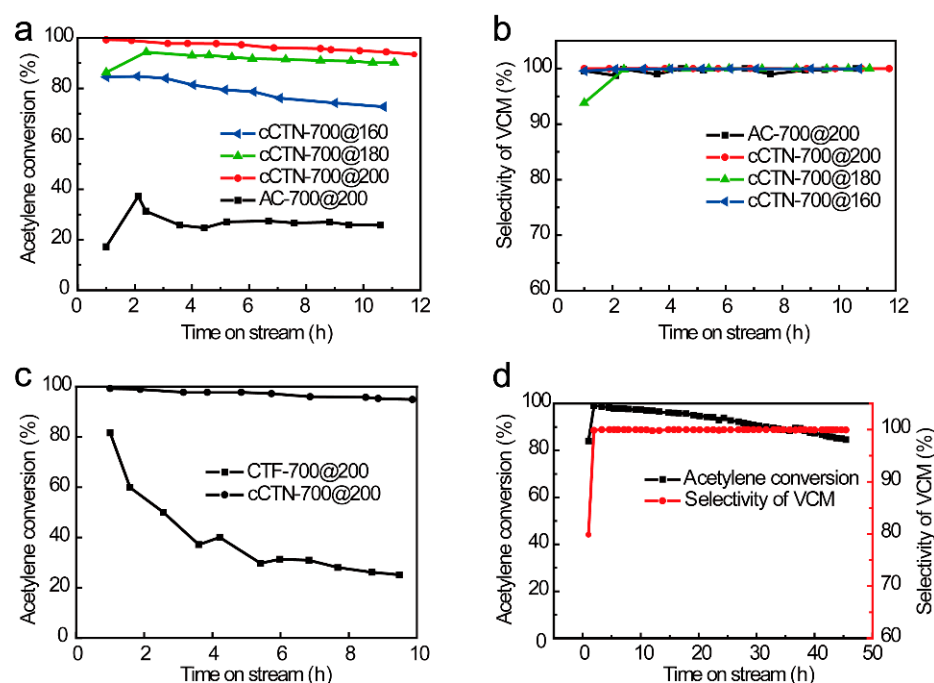 a
Acetylene conversion (%)
100
80
60
40
20
0
cCTN-700@160
cCTN-700@180
cCTN-700@200
AC-700@200
0 2 4 6 8 10 12
Time on stream (h)
b
Selectivity of VCM (%)
100
90
80
70
60
AC-700@200
cCTN-700@200
cCTN-700@180
cCTN-700@160
0 2 4 6 8 10 12
Time on stream (h)
c
Acetylene conversion (%)
100
80
60
40
20
0
CTF-700@200
cCTN-700@200
0 2 4 6 8 10
Time on stream (h)
d
Acetylene conversion (%)
100
80
60
40
20
0
Acetylene conversion
Selectivity of VCM
100
90
80
70
60
Selectivity of VCM (%)
0 10 20 30 40 50
Time on stream (h)